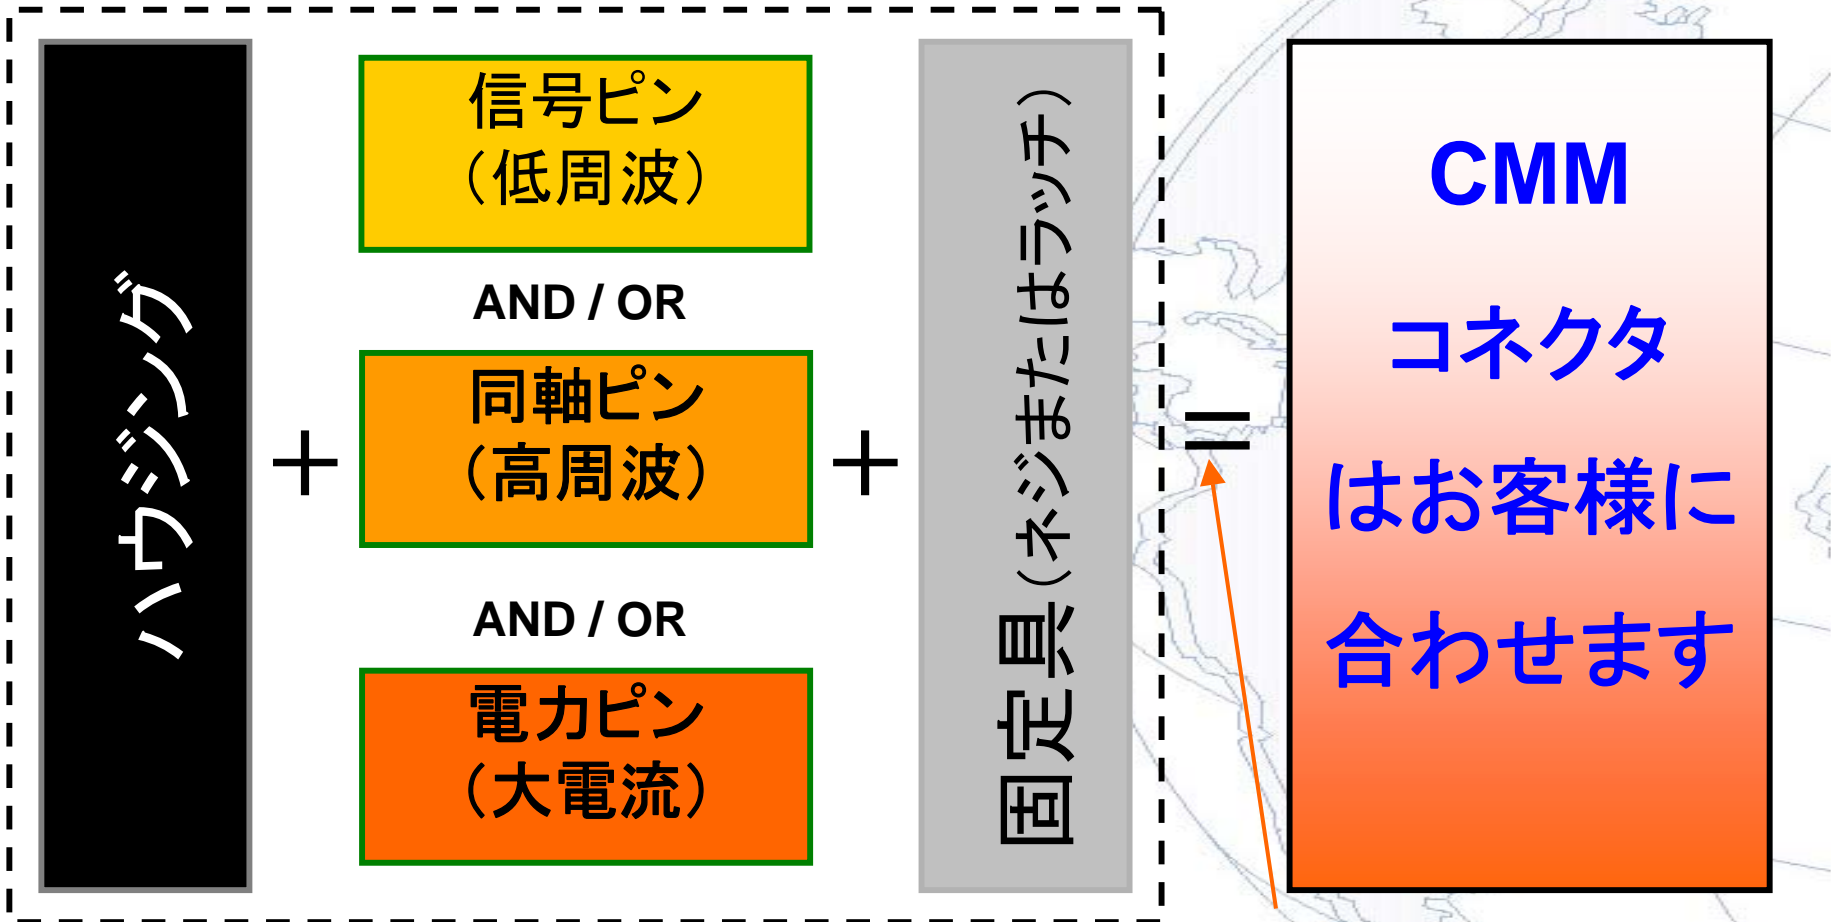 ハウジング
+
信号ピン
（低周波）
AND / OR
同軸ピン
（高周波）
AND / OR
電力ピン
（大電流）
+
固定具（ネジまたはラッチ）
=
CMM
コネクタ
はお客様に
合わせます